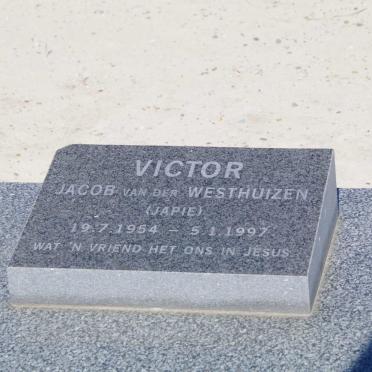 VICTOR
JACOB VAN DER WESTHUIZEN
(JAPIE)
19.7.1954 – 5.1.1997
WAT 'N VRIEND HET ONS IN JESUS